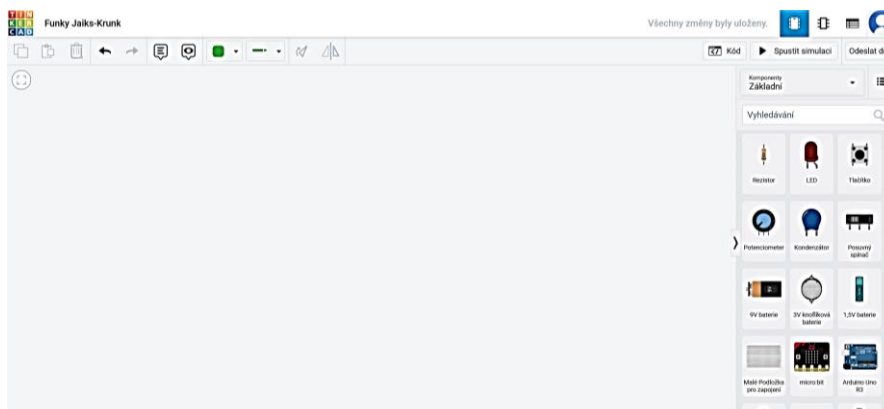 TIN
KER
CAD
Funky Jaiks-Krunk
Všechny změny byly uloženy.
Kód
Spustit simulaci
Odeslat d
Komponenty
Základní
Vyhledávání
Rezistor
LED
Tlačítko
Potenciometer
Kondenzátor
Posuvný
spínač
9V baterie
3V knoflíková
baterie
1,5V baterie
Malé Podložka
pro zapojení
micro:bit
Arduino Uno
R3